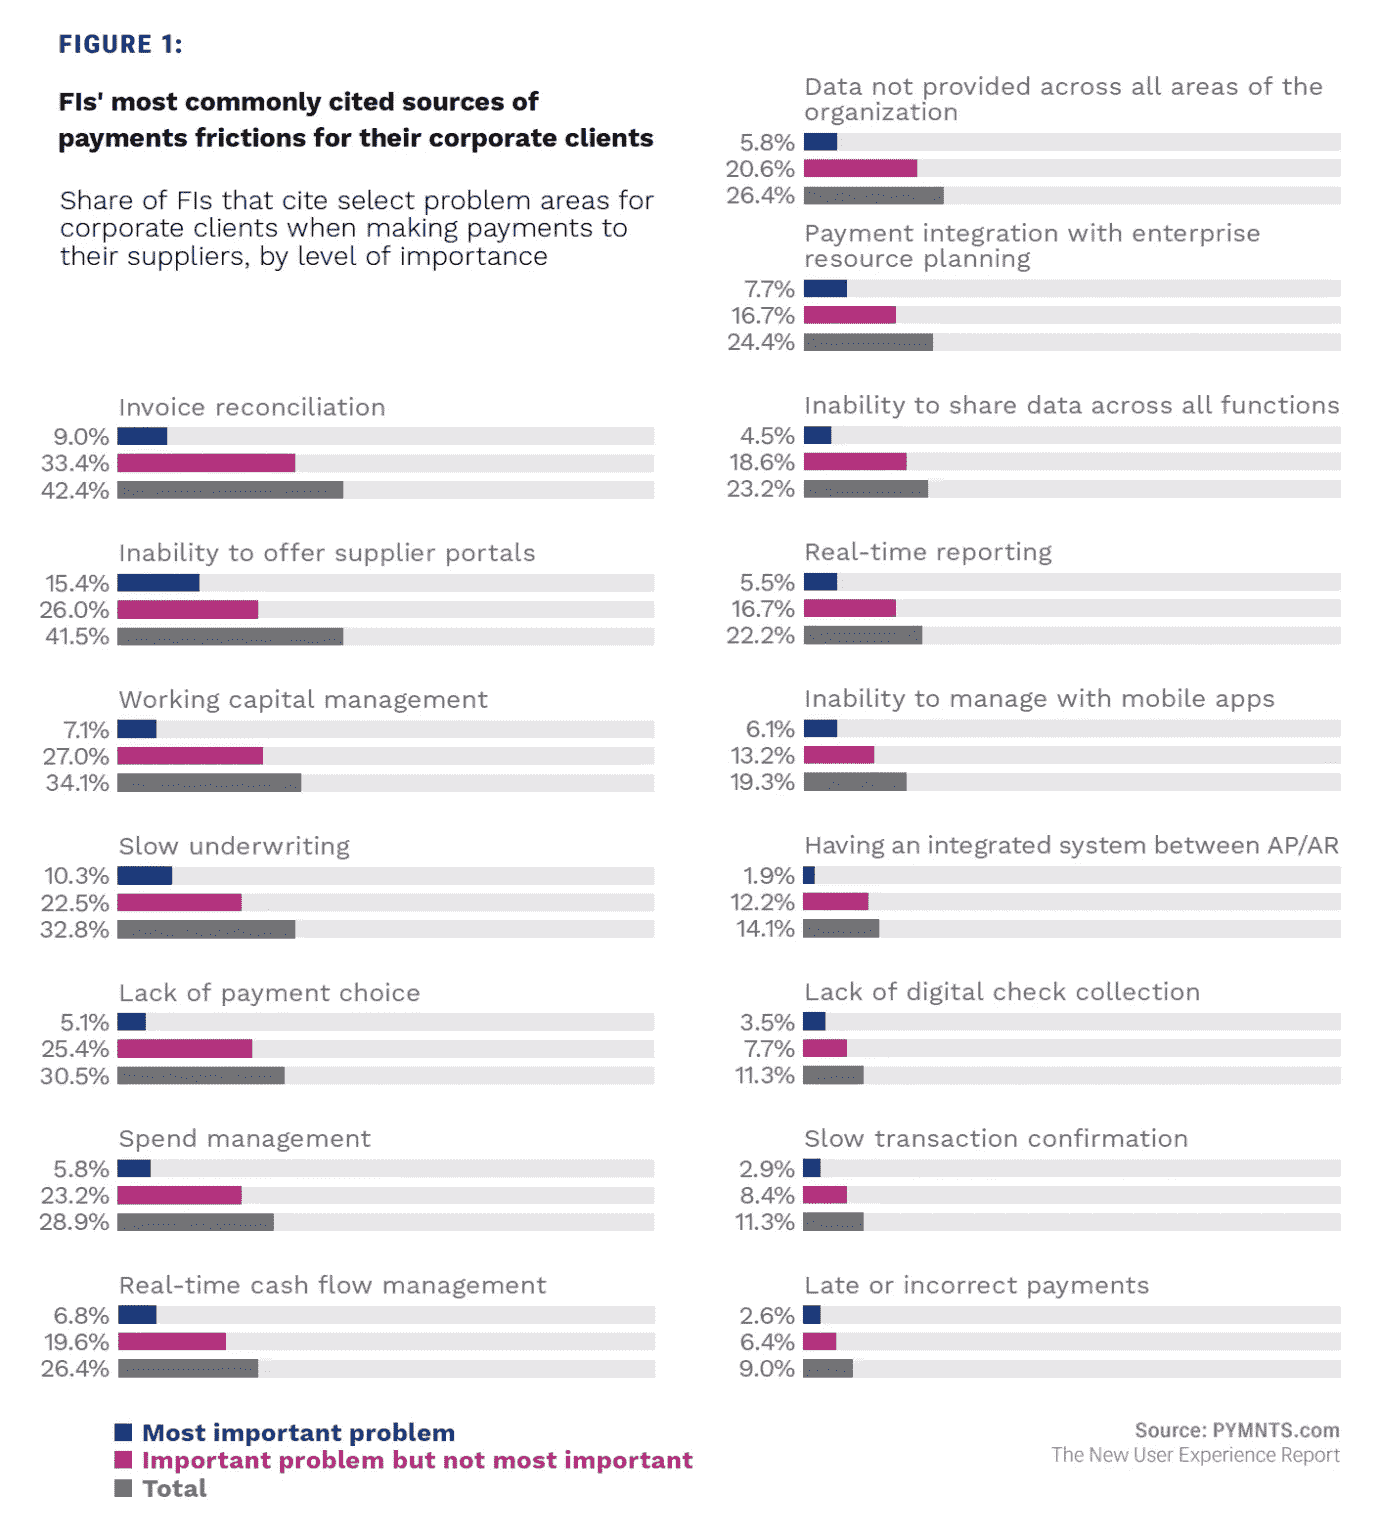 FIGURE 1:
FIs' most commonly cited sources of
payments frictions for their corporate clients
Share of FIs that cite select problem areas for
corporate clients when making payments to
their suppliers, by level of importance
Invoice reconciliation
9.0%
33.4%
42.4%
Inability to offer supplier portals
15.4%
26.0%
41.5%
Working capital management
7.1%
27.0%
34.1%
Slow underwriting
10.3%
22.5%
32.8%
Lack of payment choice
5.1%
25.4%
30.5%
Spend management
5.8%
23.2%
28.9%
Real-time cash flow management
6.8%
19.6%
26.4%
Data not provided across all areas of the
organization
5.8%
20.6%
26.4%
Payment integration with enterprise
resource planning
7.7%
16.7%
24.4%
Inability to share data across all functions
4.5%
18.6%
23.2%
Real-time reporting
5.5%
16.7%
22.2%
Inability to manage with mobile apps
6.1%
13.2%
19.3%
Having an integrated system between AP/AR
1.9%
12.2%
14.1%
Lack of digital check collection
3.5%
7.7%
11.3%
Slow transaction confirmation
2.9%
8.4%
11.3%
Late or incorrect payments
2.6%
6.4%
9.0%
Most important problem
Important problem but not most important
Total
Source: PYMNTS.com
The New User Experience Report